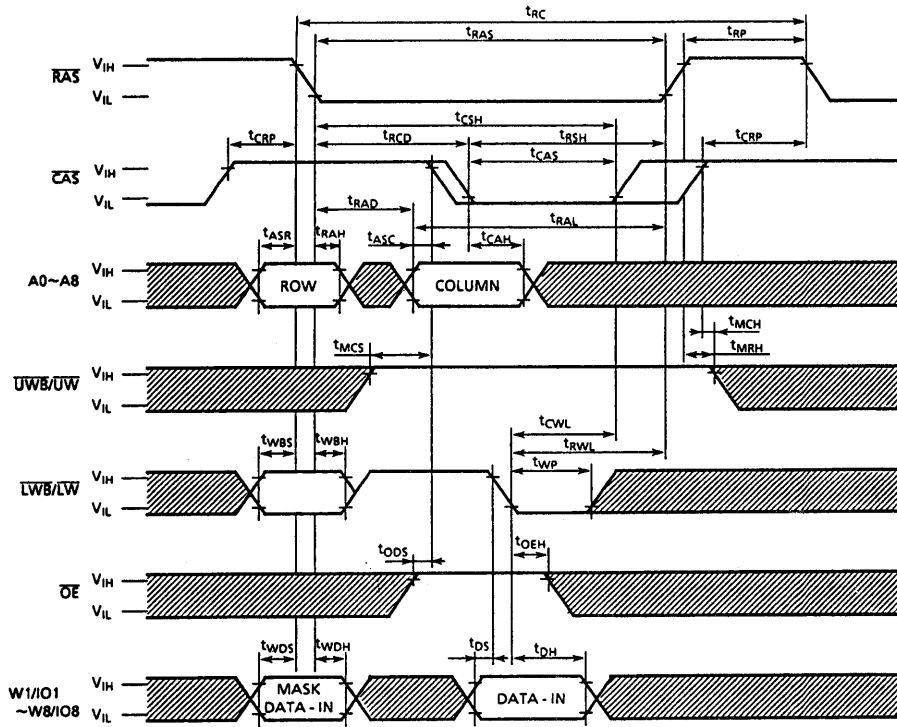 tRC
tRAS tRP
RAS VIH
VIL
tCSH
tCRP tRCD tRSH tCRP
tCAS
CAS VIH
VIL
tRAD tRAL
tASR tRAH tASC tCAH
A0~A8 VIH
VIL
ROW COLUMN
tMCH
tMCS tMRH
UWB/UW VIH
VIL
tCWL
tRWL
tWBS tWBH tWP
LWB/LW VIH
VIL
tODS tOEH
OE VIH
VIL
tWDS tWDH tDS tDH
W1/IO1
~W8/IO8
VIH
VIL
MASK
DATA-IN
DATA-IN